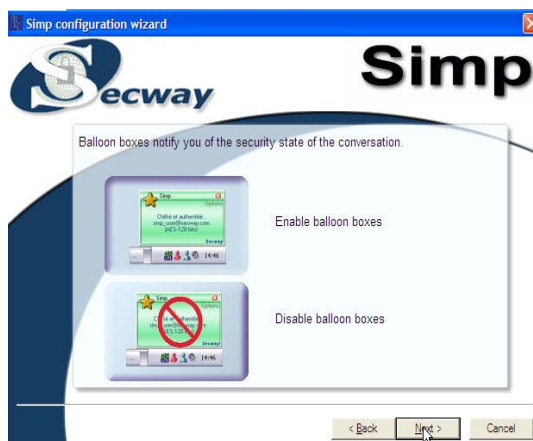 Simp configuration wizard
Secway
Simp
Balloon boxes notify you of the security state of the conversation.
Simp
Options
Chiffré et authentifié :
simp_user@secway.com
(AES-128 bits)
Secway
14:46
Enable balloon boxes
Simp
Secway
14:46
Disable balloon boxes
< Back
Next >
Cancel